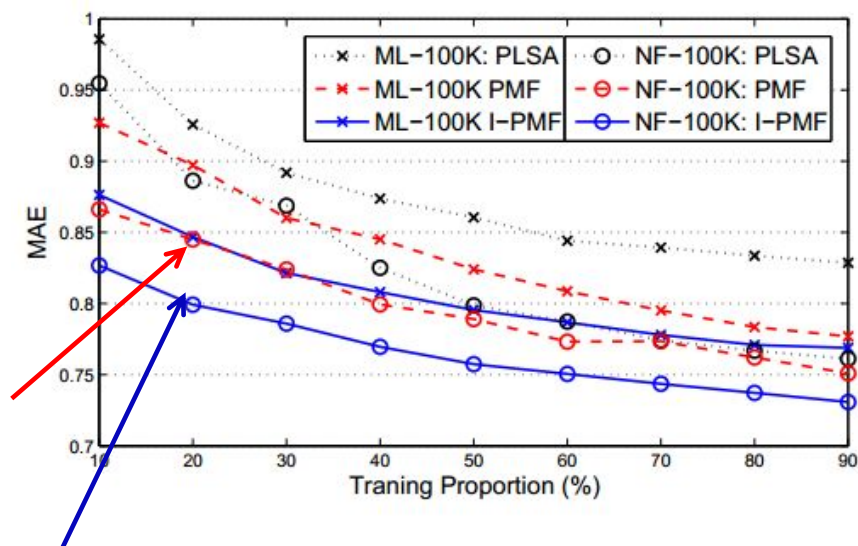 1
0.95
0.9
0.85
0.8
0.75
0.7
MAE
ML-100K: PLSA
ML-100K PMF
ML-100K I-PMF
NF-100K: PLSA
NF-100K: PMF
NF-100K: I-PMF
10 20 30 40 50 60 70 80 90
Traning Proportion (%)